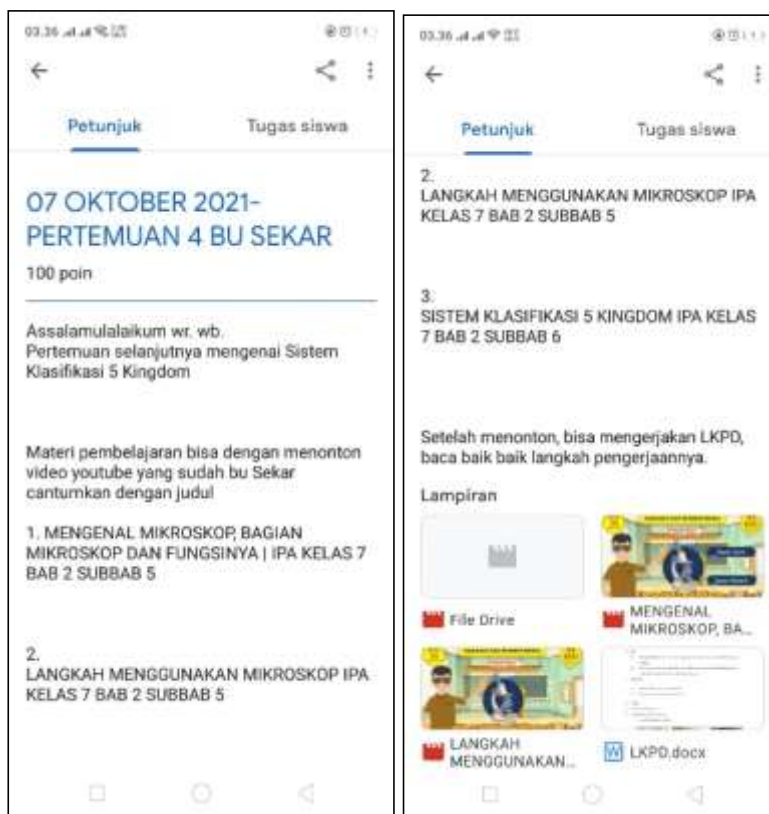 03.36
←
Petunjuk Tugas siswa
07 OKTOBER 2021-
PERTEMUAN 4 BU SEKAR
100 poin
Assalamulalaikum wr. wb.
Pertemuan selanjutnya mengenai Sistem
Klasifikasi 5 Kingdom
Materi pembelajaran bisa dengan menonton
video youtube yang sudah bu Sekar
cantumkan dengan judul
1. MENGENAL MIKROSKOP, BAGIAN
MIKROSKOP DAN FUNGSINYA | IPA KELAS 7
BAB 2 SUBBAB 5
2.
LANGKAH MENGGUNAKAN MIKROSKOP IPA
KELAS 7 BAB 2 SUBBAB 5
03.36
←
Petunjuk Tugas siswa
2.
LANGKAH MENGGUNAKAN MIKROSKOP IPA
KELAS 7 BAB 2 SUBBAB 5
3.
SISTEM KLASIFIKASI 5 KINGDOM IPA KELAS
7 BAB 2 SUBBAB 6
Setelah menonton, bisa mengerjakan LKPD,
baca baik baik langkah pengerjaannya.
Lampiran
File Drive
MENGENAL
MIKROSKOP, BA...
LANGKAH
MENGGUNAKAN...
W LKPD.docx